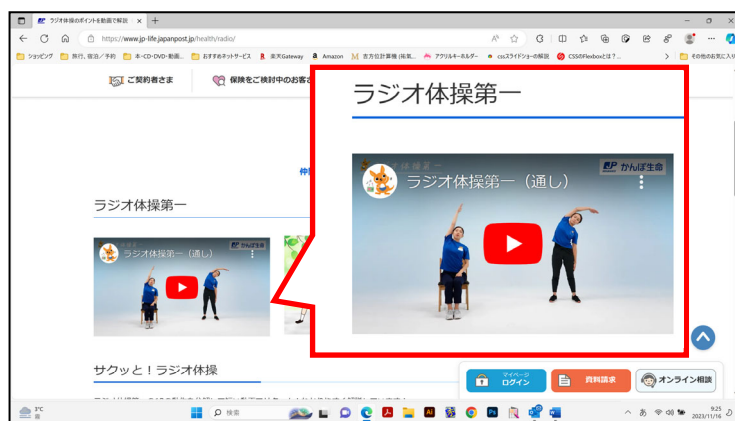 ラジオ体操のポイントを動画で解説
https://www.jp-life.japanpost.jp/health/radio/
ショッピング 旅行、宿泊/予約 本・CD・DVD・動画... おすすめネットサービス 楽天Gateway Amazon アクリルキーホルダー cssスライドショーの解説 CSSのFlexboxとは?... その他のお気に入り
ご契約者さま
保険をご検討中のお客さ
ラジオ体操第一
JP かんぽ生命
ラジオ体操第一（通し）
ラジオ体操第一
JP かんぽ生命
ラジオ体操第一（通し）
サクッと！ラジオ体操
マイページ
ログイン
資料請求
オンライン相談
3°C
検索
あ
9:25
2023/11/16